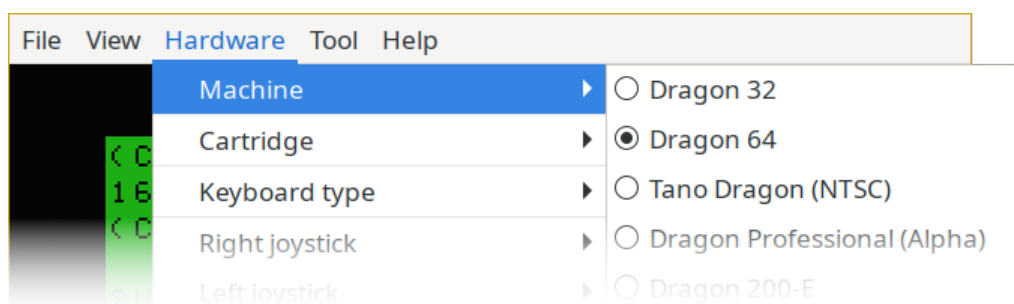 File View Hardware Tool Help
Machine
Cartridge
Keyboard type
Right joystick
Left joystick
Dragon 32
Dragon 64
Tano Dragon (NTSC)
Dragon Professional (Alpha)
Dragon 200-E
(C
16
(C